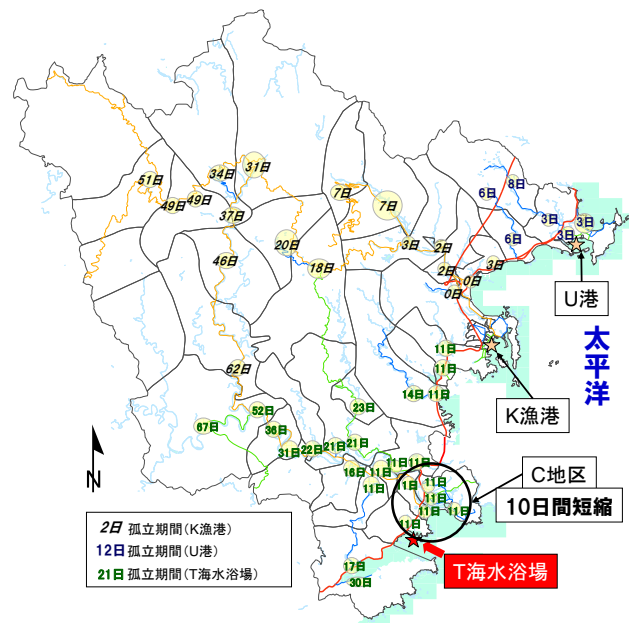 51日
34日
31日
49日
49日
37日
7日
7日
6日
8日
3日
3日
3日
6日
3日
2日
2日
3日
0日
0日
20日
18日
46日
U港
太平洋
11日
11日
K漁港
62日
14日
11日
52日
67日
36日
23日
31日
22日
21日
21日
16日
11日
11日
11日
11日
11日
11日
11日
11日
11日
11日
17日
30日
C地区
10日間短縮
T海水浴場
N
2日 孤立期間(K漁港)
12日 孤立期間(U港)
21日 孤立期間(T海水浴場)